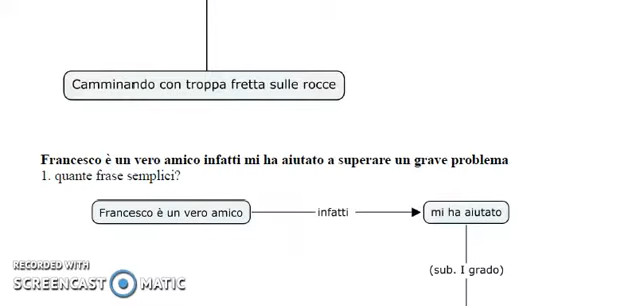 Camminando con troppa fretta sulle rocce
Francesco è un vero amico infatti mi ha aiutato a superare un grave problema
1. quante frase semplici?
Francesco è un vero amico infatti mi ha aiutato
(sub. I grado)
RECORDED WITH
SCREENCAST MATIC